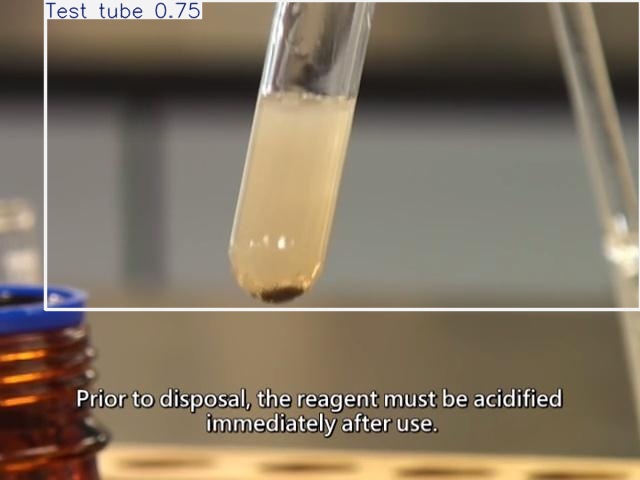 Test tube 0.75
Prior to disposal, the reagent must be acidified
immediately after use.